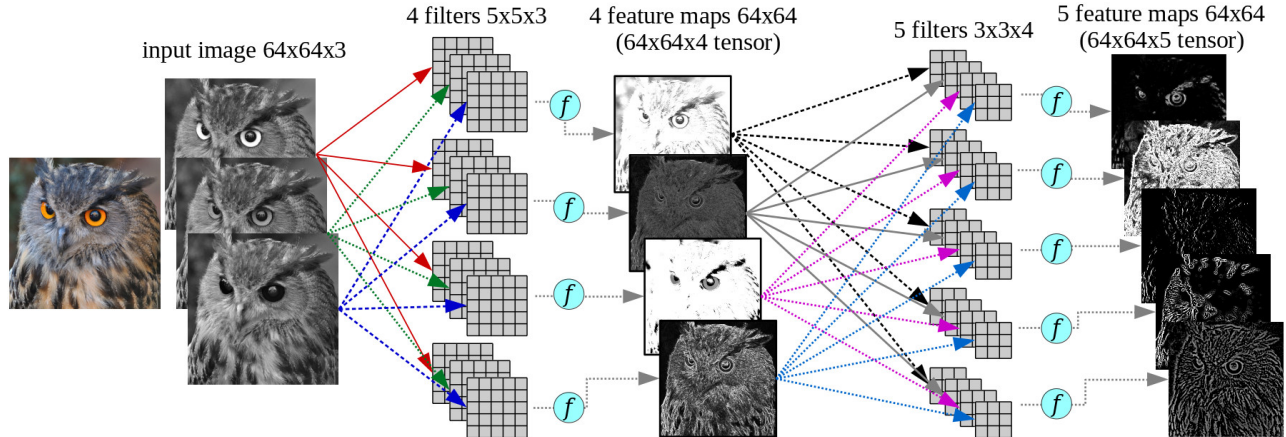 input image 64x64x3
4 filters 5x5x3
4 feature maps 64x64
(64x64x4 tensor)
5 filters 3x3x4
5 feature maps 64x64
(64x64x5 tensor)
f
f
f
f
f
f
f
f
f